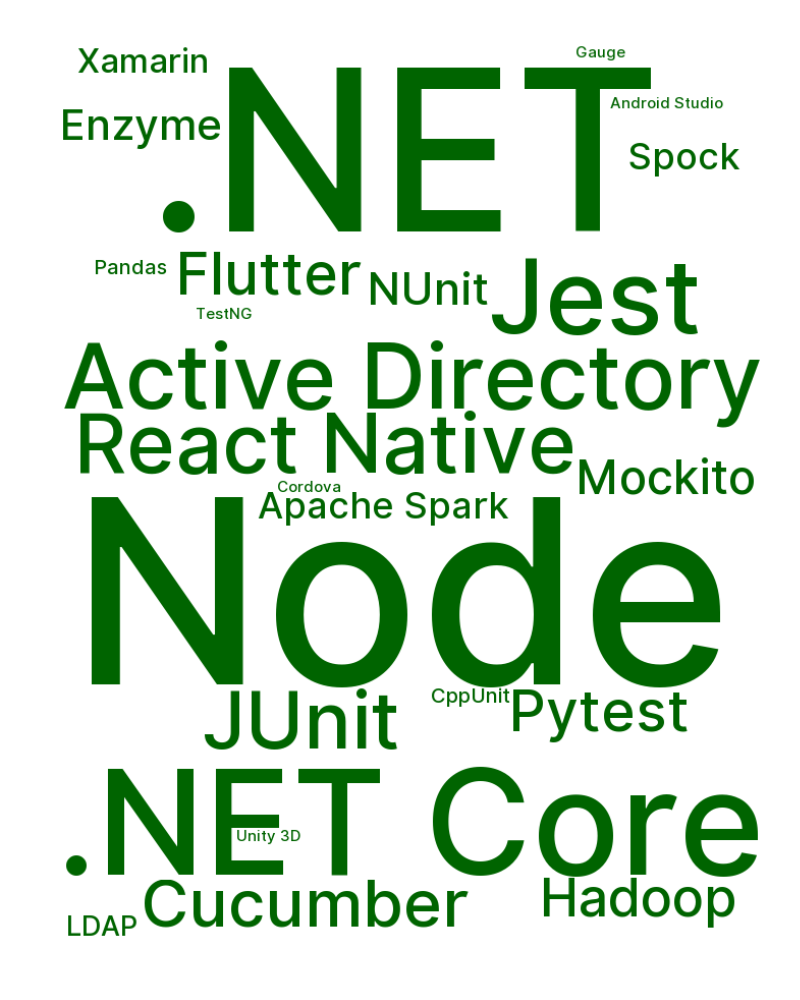 Xamarin
Gauge
.NET
Android Studio
Enzyme
Spock
Pandas
Flutter
NUnit
Jest
TestNG
Active Directory
React Native
Mockito
Cordova
Apache Spark
Node
JUnit
CppUnit
Pytest
.NET Core
Unity 3D
Cucumber
Hadoop
LDAP